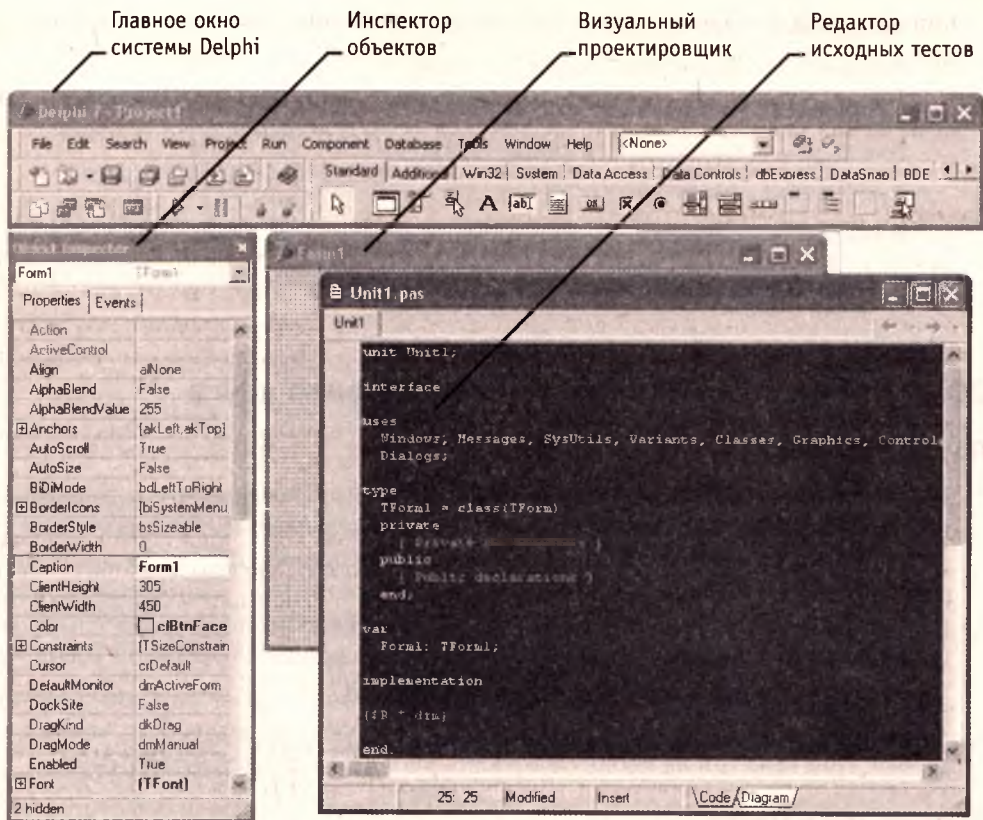 Главное окно
системы Delphi
Инспектор
объектов
Визуальный
проектировщик
Редактор
исходных тестов
Delphi 7 - Project1
File Edit Search View Project Run Component Database Tools Window Help <None>
Standard Additional Win32 System Data Access Data Controls dbExpress DataSnap BDE
Object Inspector
Form1 TForm1
Properties Events
Action
ActiveControl
Align alNone
AlphaBlend False
AlphaBlendValue 255
Anchors [akLeft,akTop]
AutoScroll True
AutoSize False
BiDiMode bdLeftToRight
BorderIcons [biSystemMenu
BorderStyle bsSizeable
BorderWidth 0
Caption Form1
ClientHeight 305
ClientWidth 450
Color clBtnFace
Constraints (TSizeConstrain
Cursor crDefault
DefaultMonitor dmActiveForm
DockSite False
DragKind dkDrag
DragMode dmManual
Enabled True
Font (TFont)
2 hidden
Form1
Unit1.pas
Unit1
unit Unit1;
interface
uses
Windows, Messages, SysUtils, Variants, Classes, Graphics, Control
Dialogs;
type
TForm1 = class(TForm)
private
{ Private }
public
{ Public declarations }
end;
var
Form1: TForm1;
implementation
{$R *.dfm}
end.
25: 25 Modified Insert Code Diagram